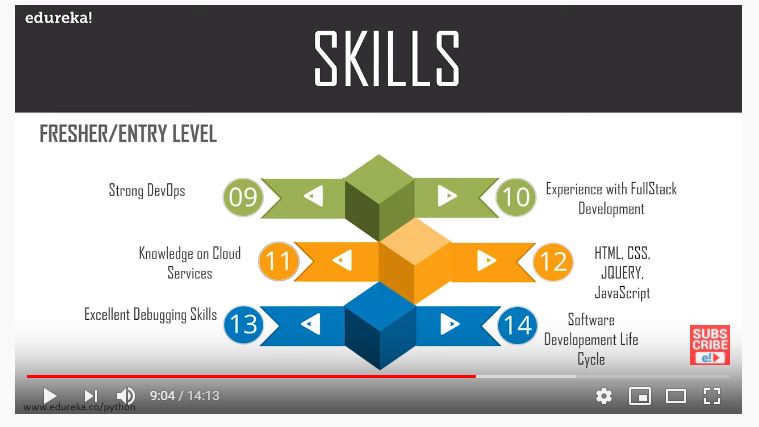 edureka!
SKILLS
FRESHER/ENTRY LEVEL
Strong DevOps
09
10
Experience with FullStack
Development
Knowledge on Cloud
Services
11
12
HTML, CSS,
JQUERY,
JavaScript
Excellent Debugging Skills
13
14
Software
Developement Life
Cycle
SUBS
CRIBE
e!
9:04 / 14:13
www.edureka.co/python